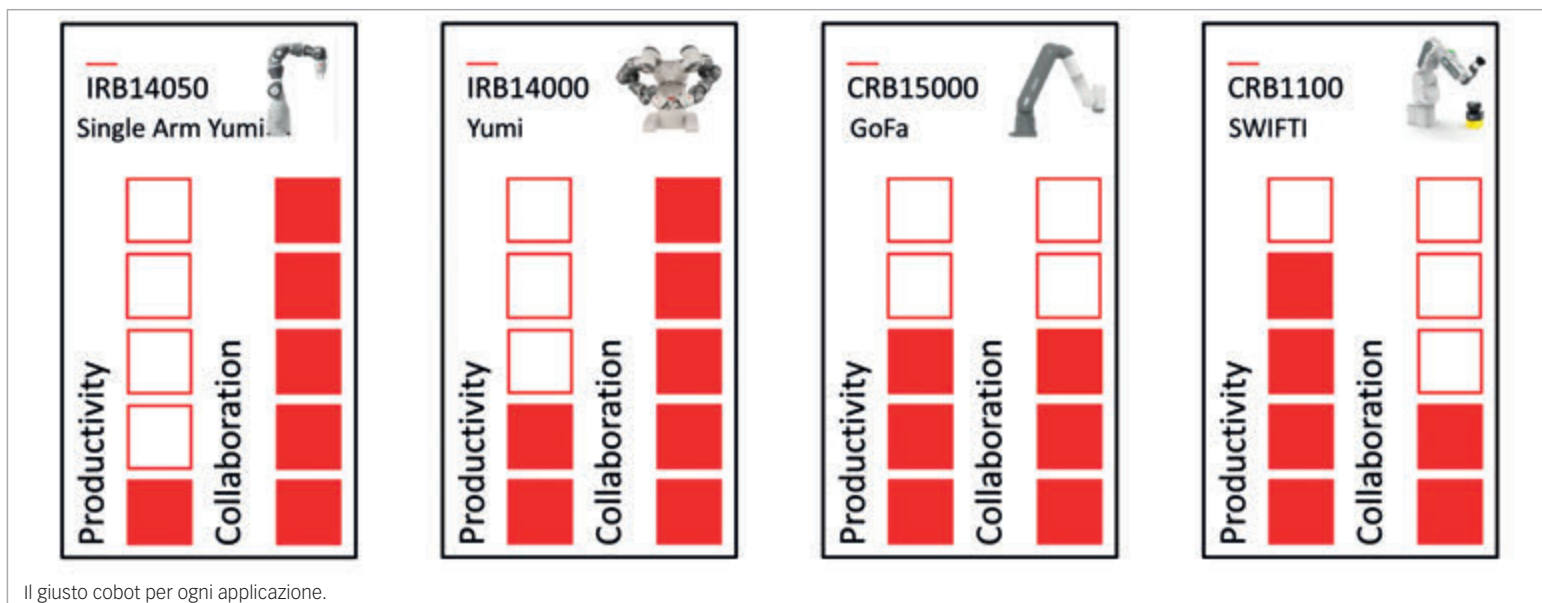 IRB14050
Single Arm Yumi
Productivity
Collaboration
IRB14000
Yumi
Productivity
Collaboration
CRB15000
GoFa
Productivity
Collaboration
CRB1100
SWIFTI
Productivity
Collaboration
Il giusto cobot per ogni applicazione.